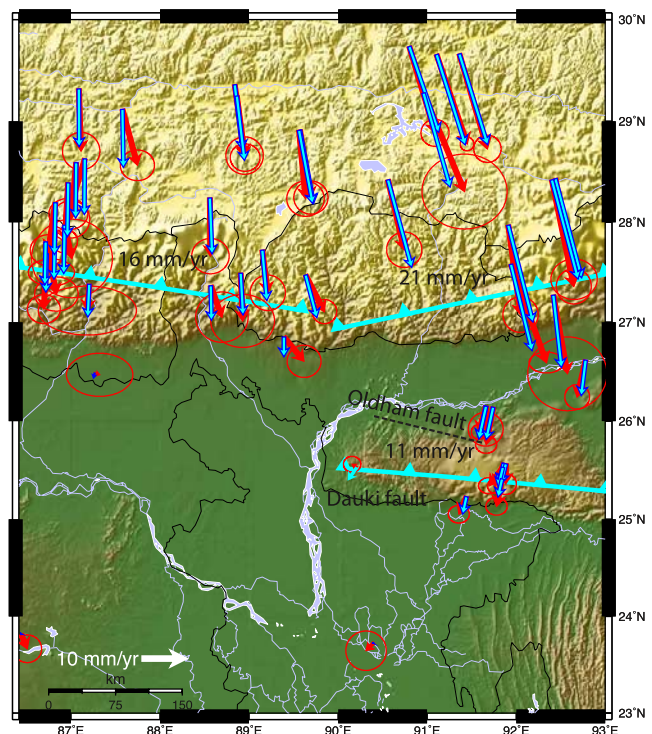 30°N
29°N
28°N
16 mm/yr
21 mm/yr
27°N
26°N
Oldham fault
11 mm/yr
Dauki fault
25°N
24°N
10 mm/yr
km
0 75 150
23°N
87°E 88°E 89°E 90°E 91°E 92°E 93°E